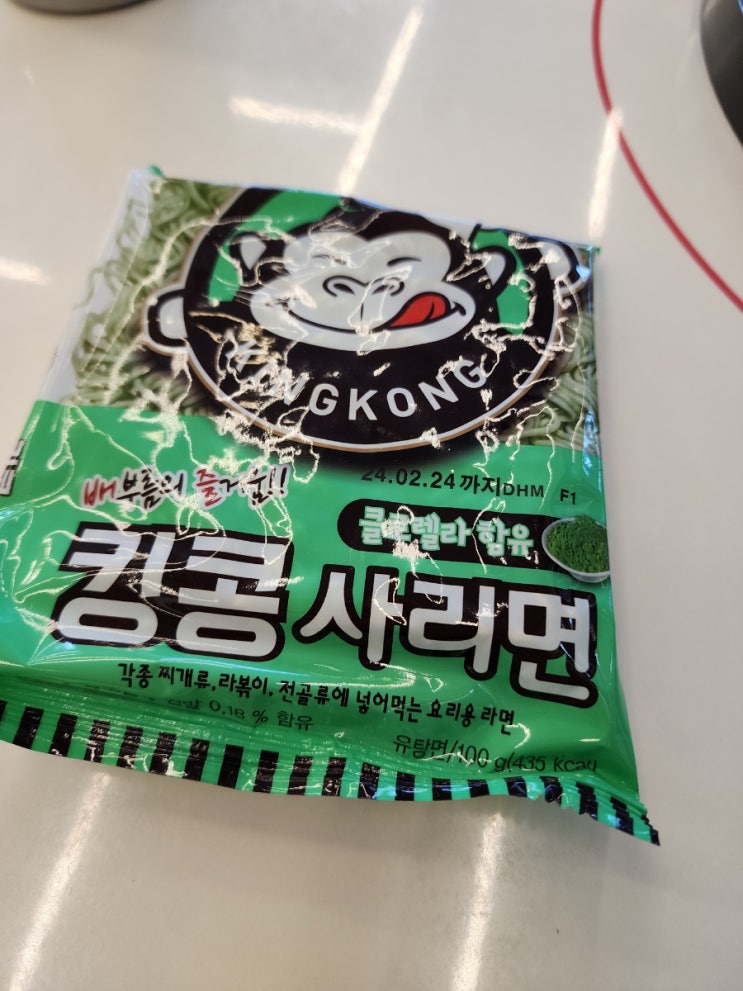 KINGKONG
24.02.24까지DHM F1
배부름의 즐거움!!
클로렐라 함유
킹콩 사리면
각종 찌개류, 라볶이, 전골류에 넣어먹는 요리용 라면
0.18 % 함유
유탕면/100 g(435 kcal)